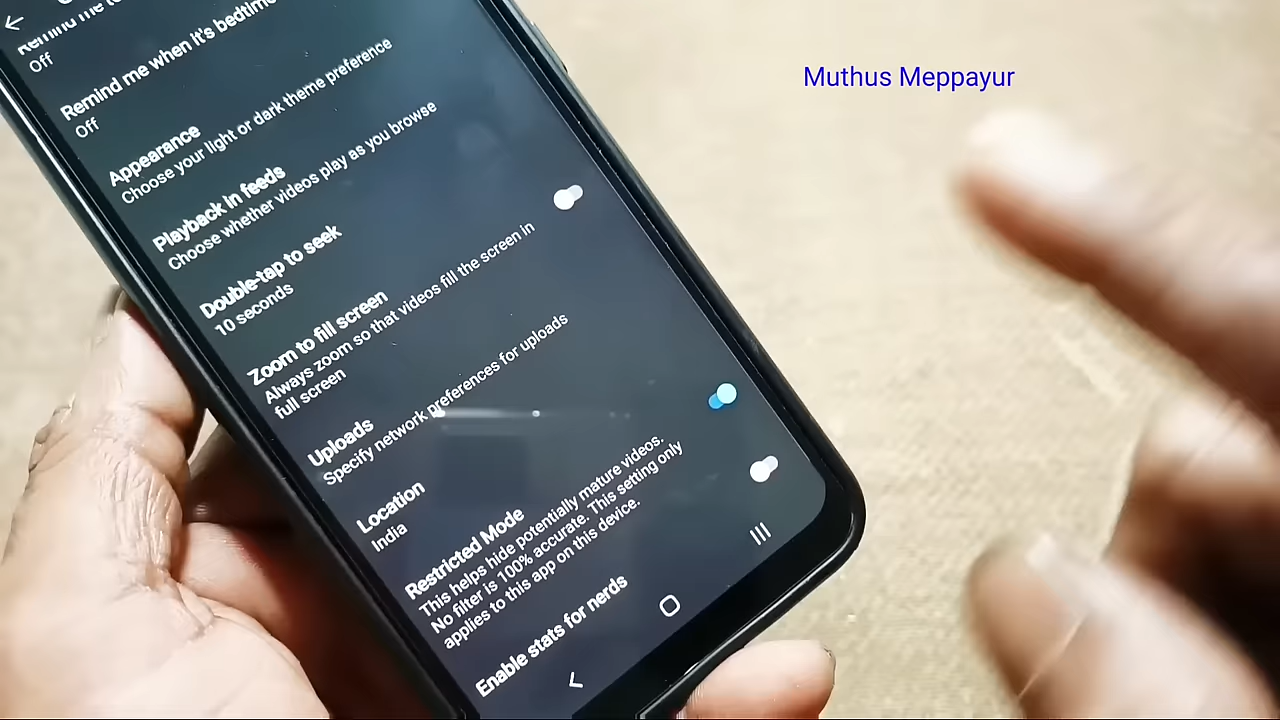 Muthus Meppayur
Remind me to
Off
Remind me when it's bedtime
Off
Appearance
Choose your light or dark theme preference
Playback in feeds
Choose whether videos play as you browse
Double-tap to seek
10 seconds
Zoom to fill screen
Always zoom so that videos fill the screen in
full screen
Uploads
Specify network preferences for uploads
Location
India
Restricted Mode
This helps hide potentially mature videos.
No filter is 100% accurate. This setting only
applies to this app on this device.
Enable stats for nerds